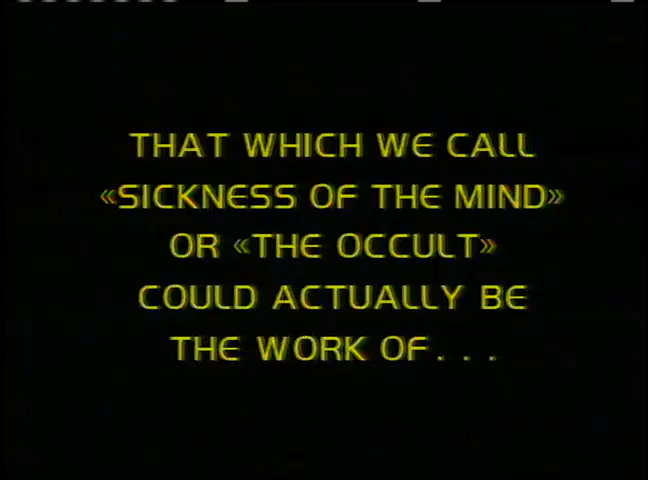 THAT WHICH WE CALL
«SICKNESS OF THE MIND»
OR «THE OCCULT»
COULD ACTUALLY BE
THE WORK OF...